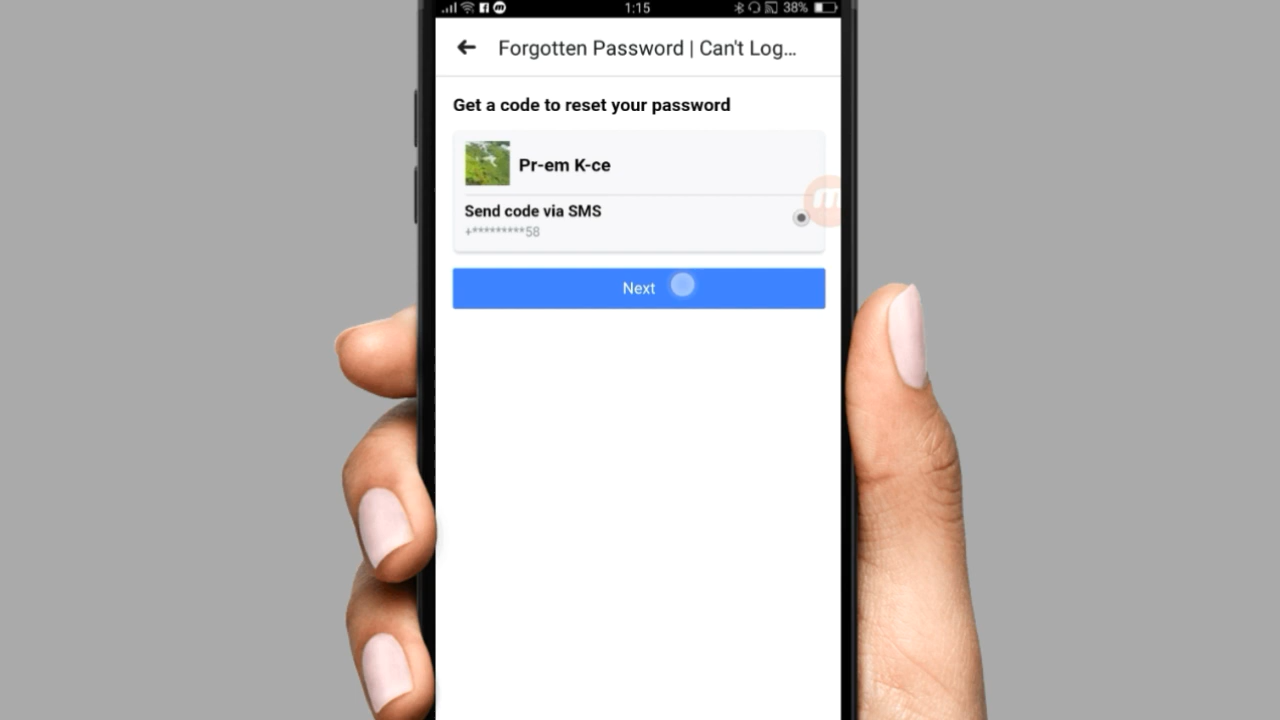 1:15
38%
Forgotten Password | Can't Log...
Get a code to reset your password
Pr-em K-ce
Send code via SMS
+*********58
Next